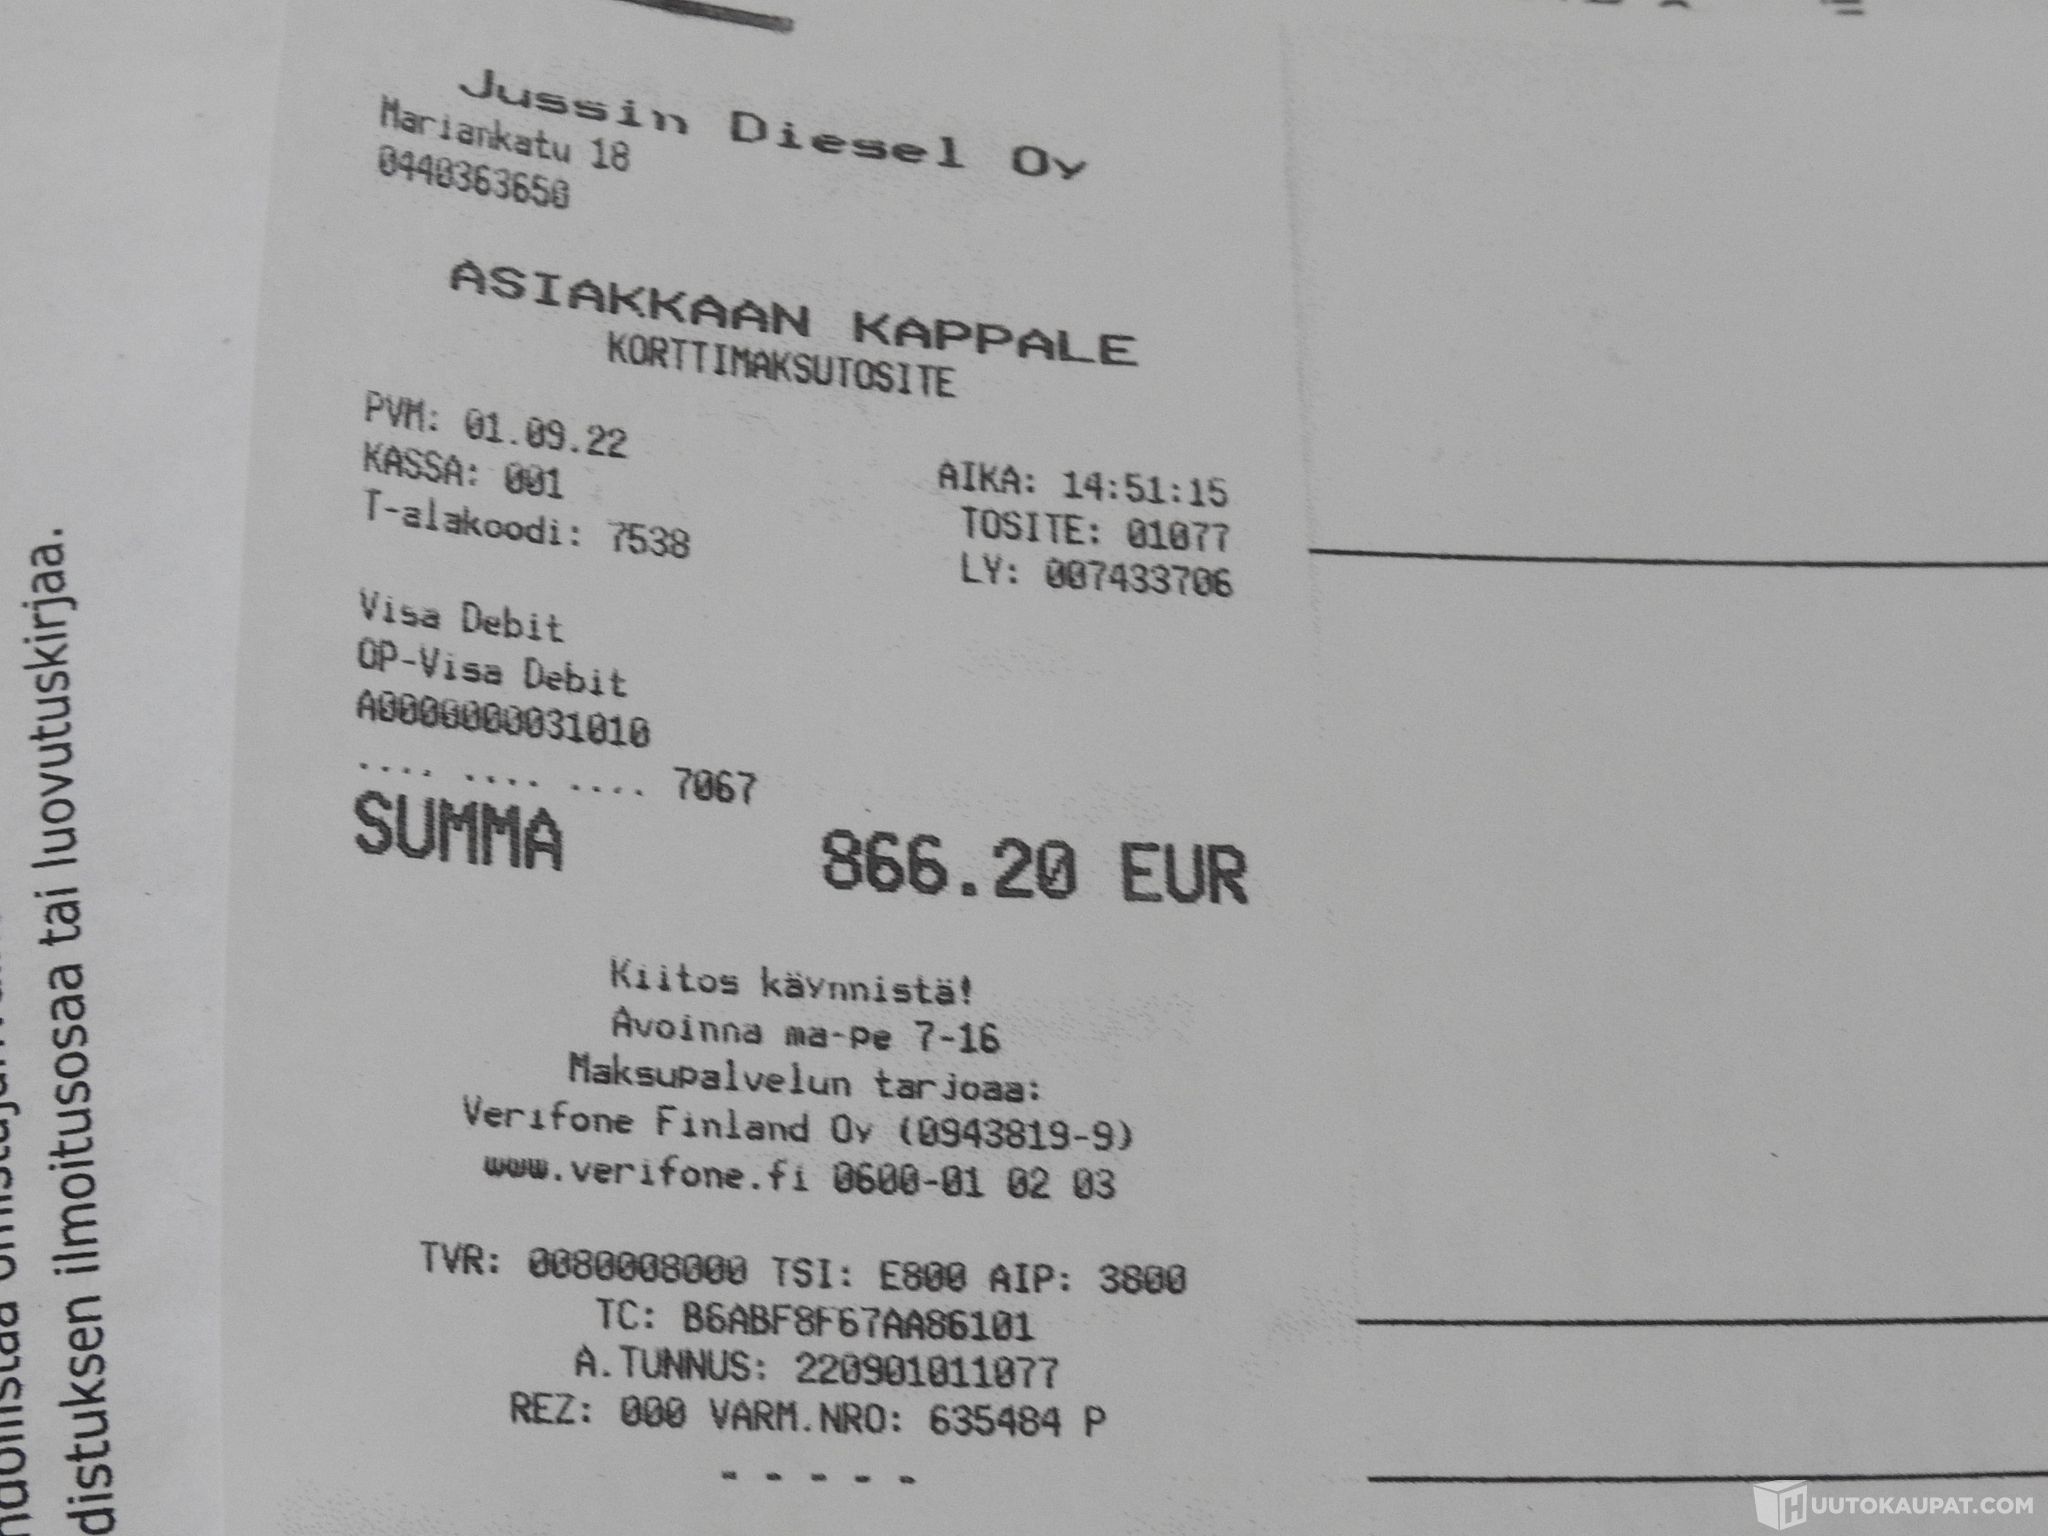 Jussin Diesel Oy
Mariankatu 18
0440363650
ASIAKKAAN KAPPALE
KORTTIMAKSUTOSITE
PVM: 01.09.22
KASSA: 001 AIKA: 14:51:15
T-alakoodi: 7538 TOSITE: 01077
LY: 007433706
Visa Debit
OP-Visa Debit
A0000000031010
.... .... .... 7067
SUMMA 866.20 EUR
Kiitos käynnistä!
Avoinna ma-pe 7-16
Maksupalvelun tarjoaa:
Verifone Finland Oy (0943819-9)
www.verifone.fi 0600-01 02 03
TVR: 0080008000 TSI: E800 AIP: 3800
TC: B6ABF8F67AA86101
A.TUNNUS: 220901011077
REZ: 000 VARM.NRO: 635484 P
- - - - -
distuksen ilmoitusosaa tai luovutuskirjaa.
HUUTOKAUPAT.COM